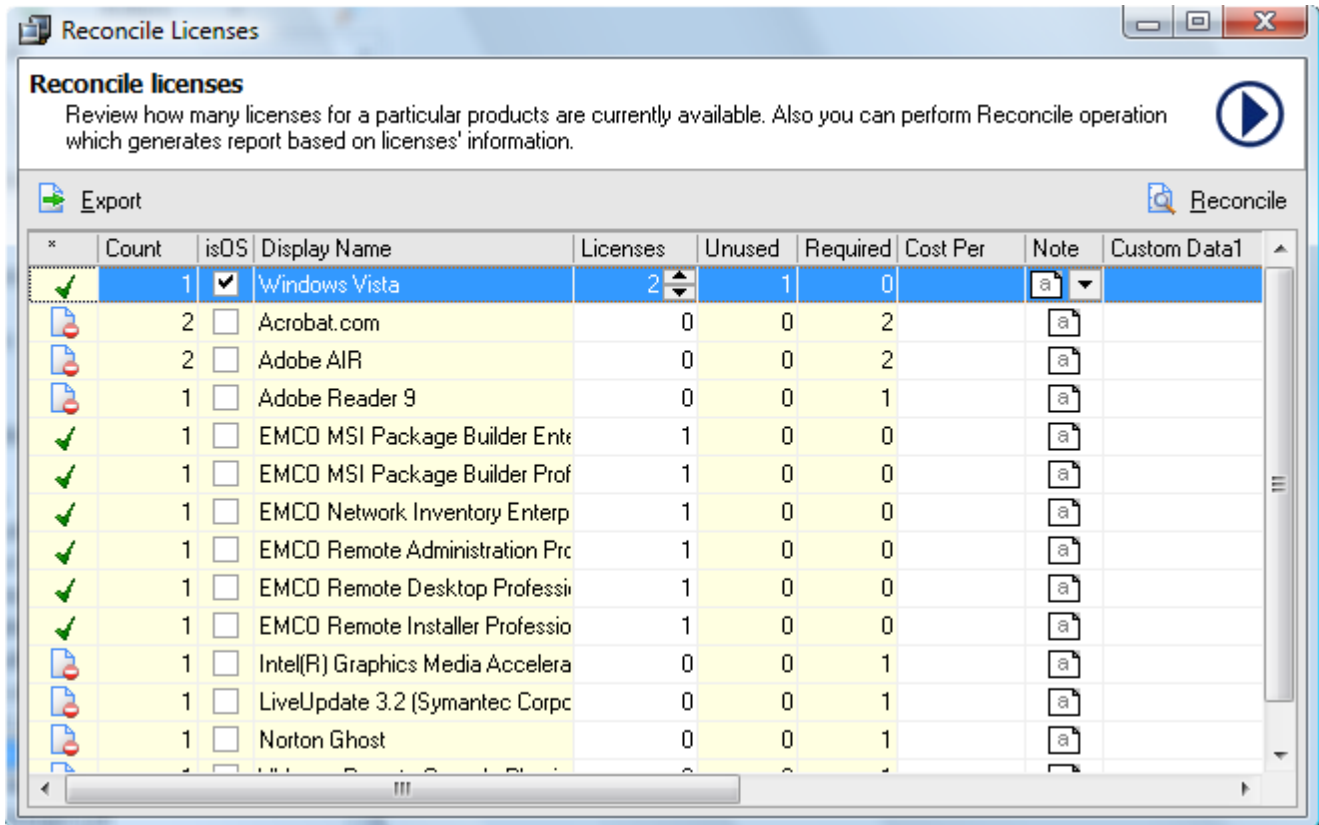 Reconcile Licenses
Reconcile licenses
Review how many licenses for a particular products are currently available. Also you can perform Reconcile operation
which generates report based on licenses' information.
Export Reconcile
* Count isOS Display Name Licenses Unused Required Cost Per Note Custom Data1
1 Windows Vista 2 1 0 a
2 Acrobat.com 0 0 2 a
2 Adobe AIR 0 0 2 a
1 Adobe Reader 9 0 0 1 a
1 EMCO MSI Package Builder Ente 1 0 0 a
1 EMCO MSI Package Builder Prof 1 0 0 a
1 EMCO Network Inventory Enterp 1 0 0 a
1 EMCO Remote Administration Pro 1 0 0 a
1 EMCO Remote Desktop Professi 1 0 0 a
1 EMCO Remote Installer Professio 1 0 0 a
1 Intel(R) Graphics Media Accelera 0 0 1 a
1 LiveUpdate 3.2 (Symantec Corpo 0 0 1 a
1 Norton Ghost 0 0 1 a